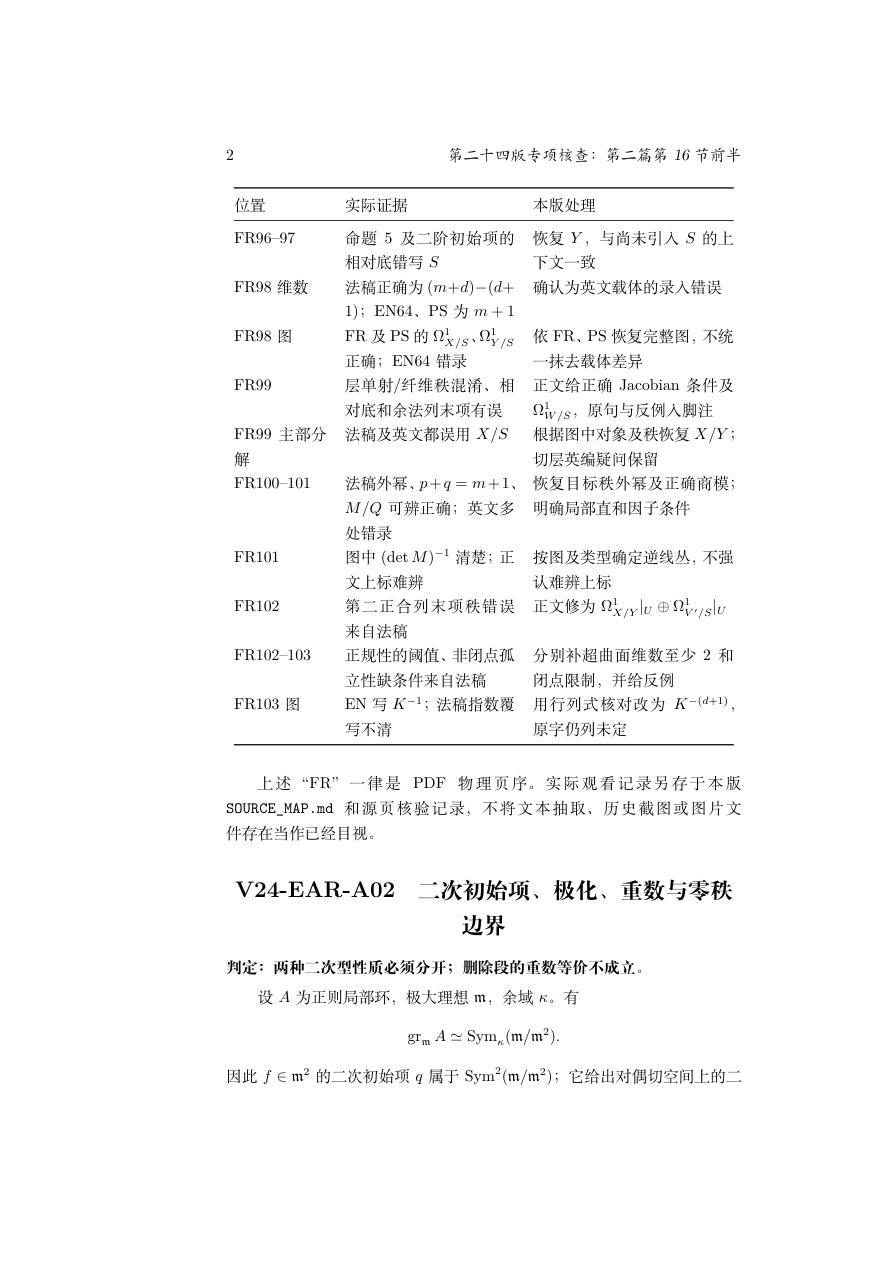 2 第二十四版专项核查：第二篇第 16 节前半
位置 实际证据 本版处理
FR96–97 命题 5 及二阶初始项的 恢复 Y，与尚未引入 S 的上
相对底错写 S 下文一致
FR98 维数 法稿正确为 (m+d)−(d+ 确认为英文载体的录入错误
1)；EN64、PS 为 m + 1
FR98 图 FR 及 PS 的 Ω¹_{X/S}、Ω¹_{Y/S} 依 FR、PS 恢复完整图，不统
正确；EN64 错录 一抹去载体差异
FR99 层单射/纤维秩混淆、相 正文给正确 Jacobian 条件及
对底和余法列末项有误 Ω¹_{W/S}，原句与反例入脚注
FR99 主部分 法稿及英文都误用 X/S 根据图中对象及秩恢复 X/Y；
解 切层英编疑问保留
FR100–101 法稿外幂、p+q = m+1、 恢复目标秩外幂及正确商模；
M/Q 可辨正确；英文多 明确局部直和因子条件
处错录
FR101 图中 (det M)⁻¹ 清楚；正 按图及类型确定逆线丛，不强
文上标难辨 认难辨上标
FR102 第二正合列末项秩错误 正文修为 Ω¹_{X/Y}|_U ⊕ Ω¹_{V′/S}|_U
来自法稿
FR102–103 正规性的阈值、非闭点孤 分别补超曲面维数至少 2 和
立性缺条件来自法稿 闭点限制，并给反例
FR103 图 EN 写 K⁻¹；法稿指数覆 用行列式核对改为 K^{−(d+1)}，
写不清 原字仍列未定
上述 “FR” 一律是 PDF 物理页序。实际观看记录另存于本版
SOURCE_MAP.md 和源页核验记录，不将文本抽取、历史截图或图片文
件存在当作已经目视。
V24-EAR-A02 二次初始项、极化、重数与零秩
边界
判定：两种二次型性质必须分开；删除段的重数等价不成立。
设 A 为正则局部环，极大理想 𝔪，余域 κ。有
gr_𝔪 A ≃ Sym_κ(𝔪/𝔪²).
因此 f ∈ 𝔪² 的二次初始项 q 属于 Sym²(𝔪/𝔪²)；它给出对偶切空间上的二